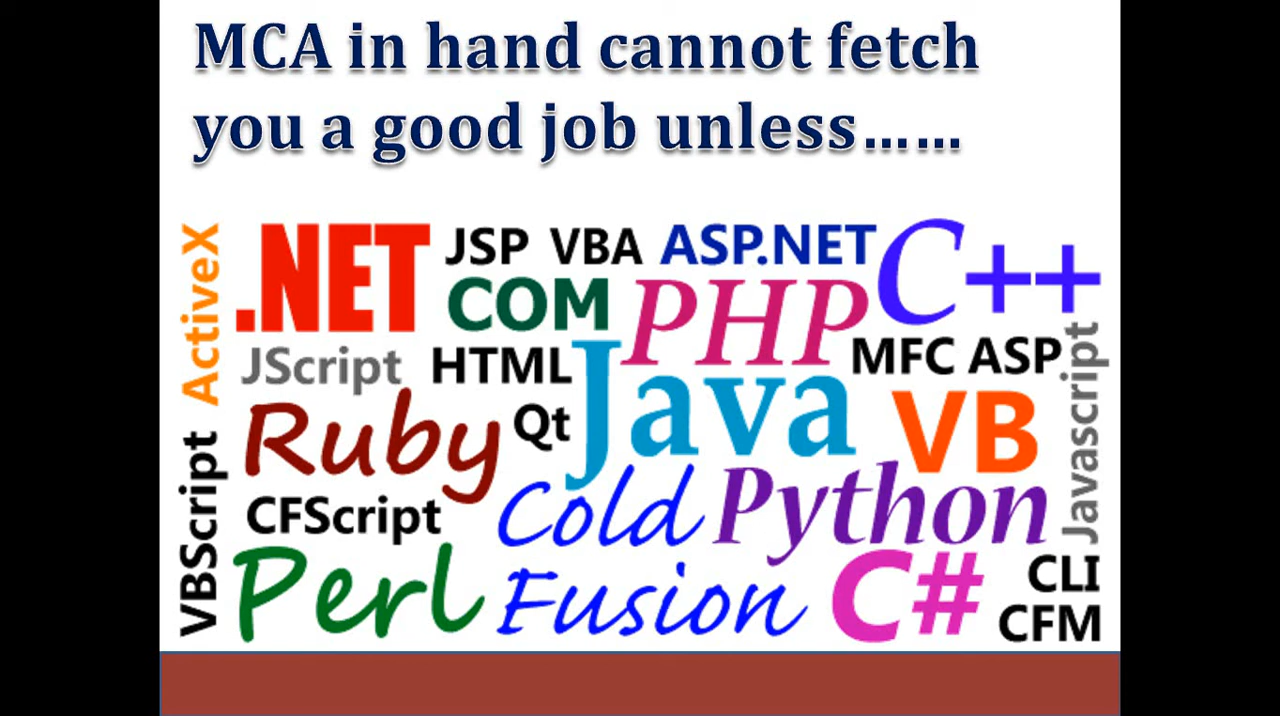 MCA in hand cannot fetch
you a good job unless……
ActiveX
.NET
JSP VBA ASP.NET
C++
COM
PHP
JScript
HTML
MFC ASP
Javascript
Java
Ruby
Qt
VB
VBScript
CFScript
Cold
Python
Perl
Fusion
C#
CLI
CFM